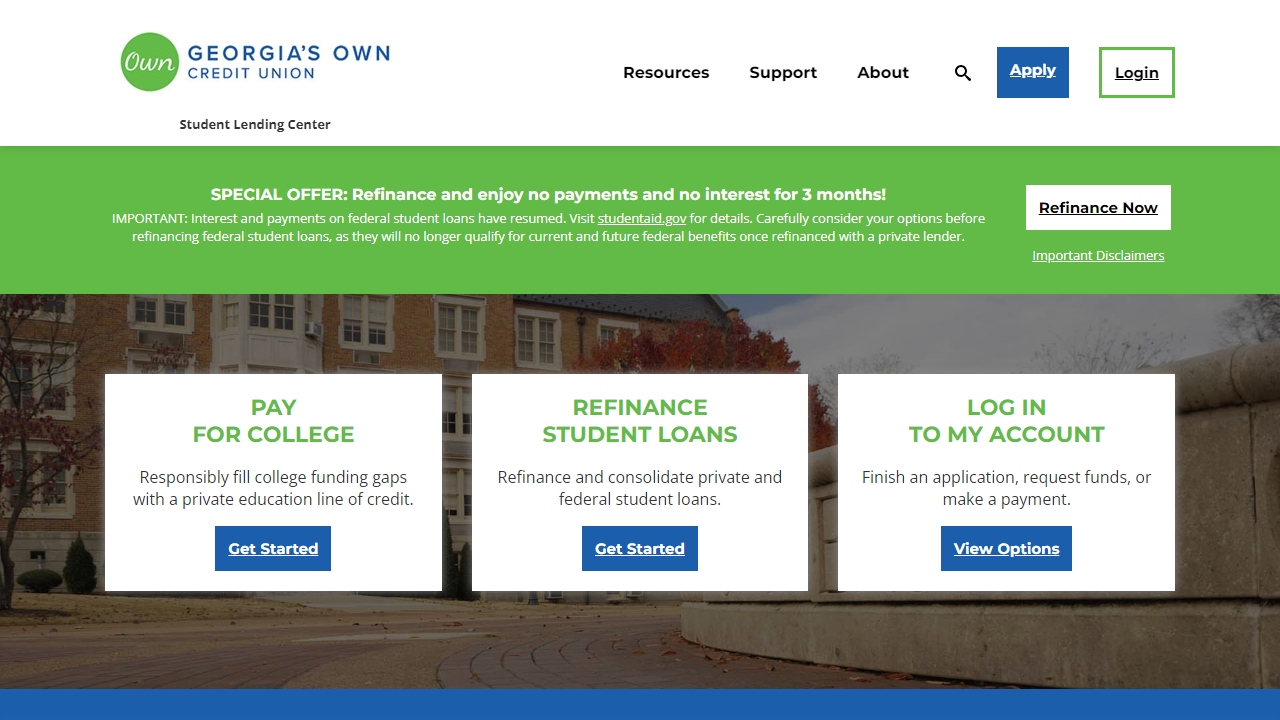 Own GEORGIA'S OWN
CREDIT UNION
Student Lending Center
Resources
Support
About
Apply
Login
SPECIAL OFFER: Refinance and enjoy no payments and no interest for 3 months!
IMPORTANT: Interest and payments on federal student loans have resumed. Visit studentaid.gov for details. Carefully consider your options before
refinancing federal student loans, as they will no longer qualify for current and future federal benefits once refinanced with a private lender.
Refinance Now
Important Disclaimers
PAY
FOR COLLEGE
Responsibly fill college funding gaps
with a private education line of credit.
Get Started
REFINANCE
STUDENT LOANS
Refinance and consolidate private and
federal student loans.
Get Started
LOG IN
TO MY ACCOUNT
Finish an application, request funds, or
make a payment.
View Options